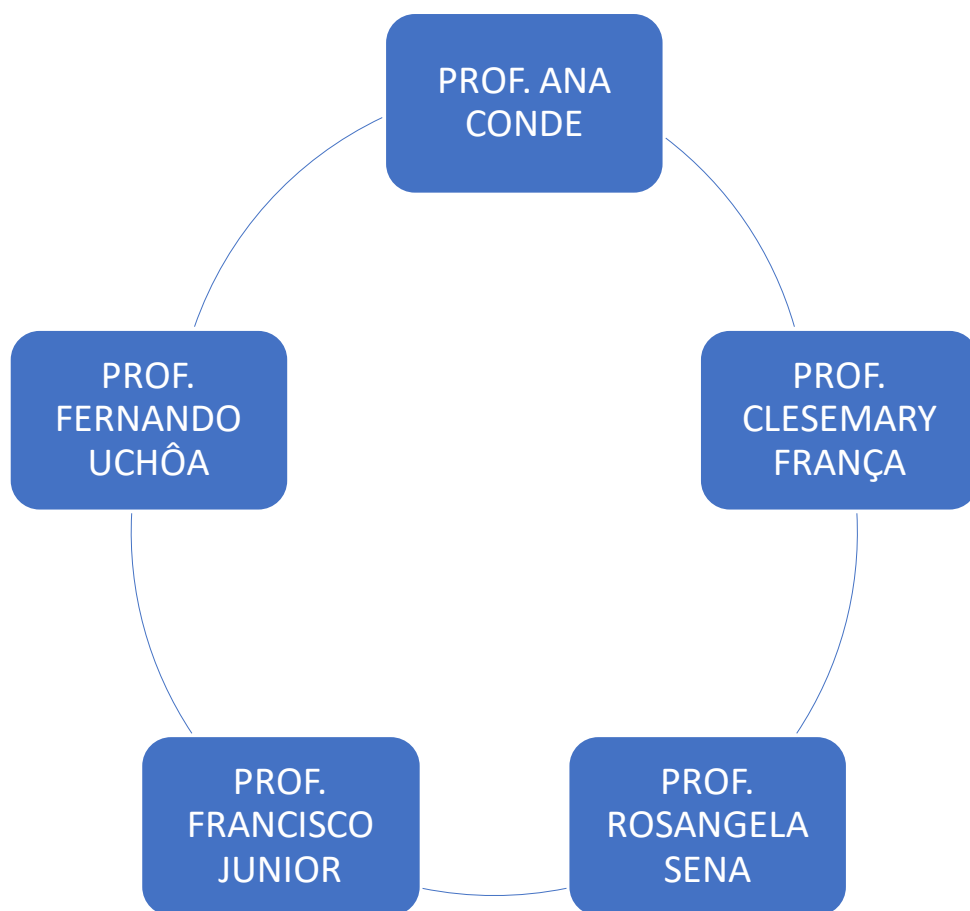 PROF. ANA
CONDE
PROF.
CLESEMARY
FRANÇA
PROF.
ROSANGELA
SENA
PROF.
FRANCISCO
JUNIOR
PROF.
FERNANDO
UCHÔA